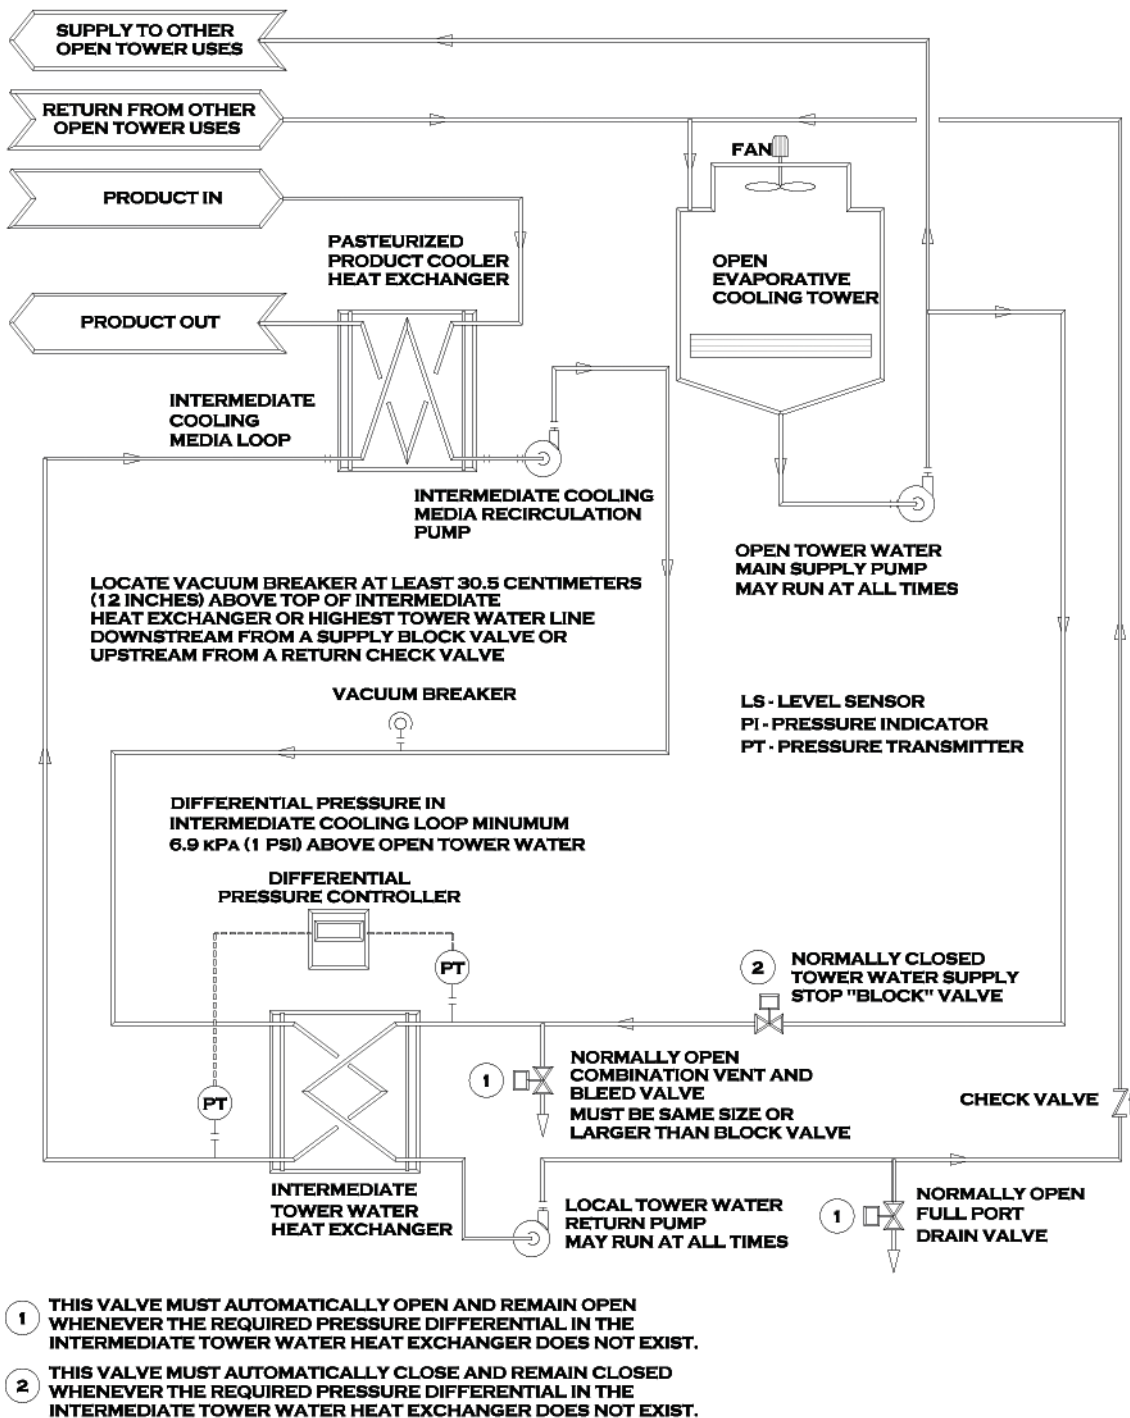 SUPPLY TO OTHER
OPEN TOWER USES
RETURN FROM OTHER
OPEN TOWER USES
FAN
PRODUCT IN
PASTEURIZED
PRODUCT COOLER
HEAT EXCHANGER
OPEN
EVAPORATIVE
COOLING TOWER
PRODUCT OUT
INTERMEDIATE
COOLING
MEDIA LOOP
INTERMEDIATE COOLING
MEDIA RECIRCULATION
PUMP
OPEN TOWER WATER
MAIN SUPPLY PUMP
MAY RUN AT ALL TIMES
LOCATE VACUUM BREAKER AT LEAST 30.5 CENTIMETERS
(12 INCHES) ABOVE TOP OF INTERMEDIATE
HEAT EXCHANGER OR HIGHEST TOWER WATER LINE
DOWNSTREAM FROM A SUPPLY BLOCK VALVE OR
UPSTREAM FROM A RETURN CHECK VALVE
VACUUM BREAKER
LS - LEVEL SENSOR
PI - PRESSURE INDICATOR
PT - PRESSURE TRANSMITTER
DIFFERENTIAL PRESSURE IN
INTERMEDIATE COOLING LOOP MINUMUM
6.9 KPA (1 PSI) ABOVE OPEN TOWER WATER
DIFFERENTIAL
PRESSURE CONTROLLER
PT
2
NORMALLY CLOSED
TOWER WATER SUPPLY
STOP "BLOCK" VALVE
PT
1
NORMALLY OPEN
COMBINATION VENT AND
BLEED VALVE
MUST BE SAME SIZE OR
LARGER THAN BLOCK VALVE
CHECK VALVE
INTERMEDIATE
TOWER WATER
HEAT EXCHANGER
LOCAL TOWER WATER
RETURN PUMP
MAY RUN AT ALL TIMES
1
NORMALLY OPEN
FULL PORT
DRAIN VALVE
1 THIS VALVE MUST AUTOMATICALLY OPEN AND REMAIN OPEN
WHENEVER THE REQUIRED PRESSURE DIFFERENTIAL IN THE
INTERMEDIATE TOWER WATER HEAT EXCHANGER DOES NOT EXIST.
2 THIS VALVE MUST AUTOMATICALLY CLOSE AND REMAIN CLOSED
WHENEVER THE REQUIRED PRESSURE DIFFERENTIAL IN THE
INTERMEDIATE TOWER WATER HEAT EXCHANGER DOES NOT EXIST.